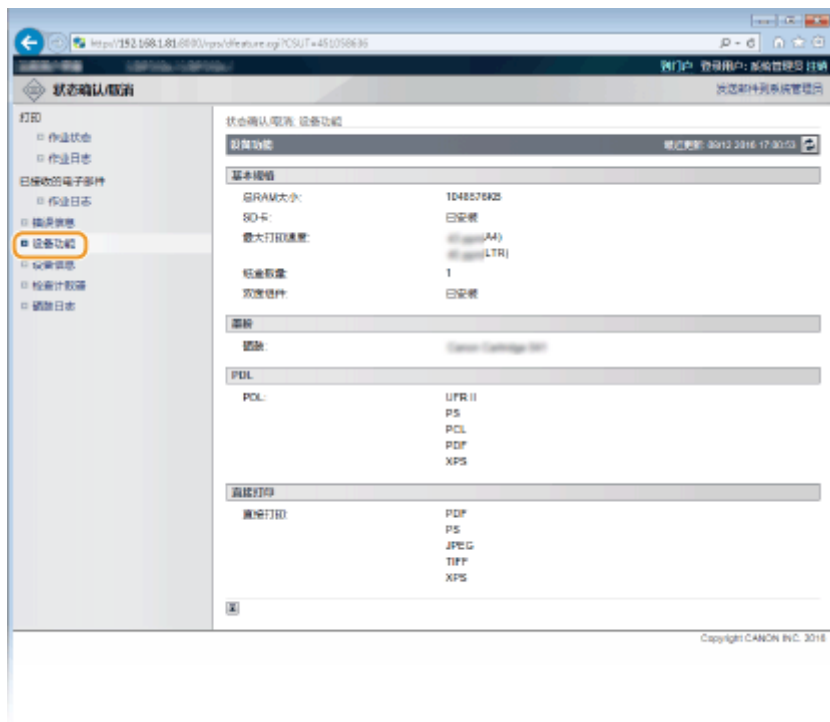 http://192.168.1.81:8000/rps/dfeature.cgi?CSUT=451058696
到门户 登录用户: 系统管理员 注销
状态确认/取消
发送邮件到系统管理员
打印
作业状态
作业日志
已接收的电子邮件
作业日志
错误信息
设备功能
设备信息
检查计数器
硒鼓日志
状态确认/取消: 设备功能
设备功能
最近更新: 08/12 2016 17:00:53
基本规格
总RAM大小: 1048576KB
SD卡: 已安装
最大打印速度: (A4)
(LTR)
纸盒数量: 1
双面组件: 已安装
墨粉
硒鼓: Canon Cartridge
PDL
PDL: UFR II
PS
PCL
PDF
XPS
直接打印
直接打印: PDF
PS
JPEG
TIFF
XPS
Copyright CANON INC. 2016